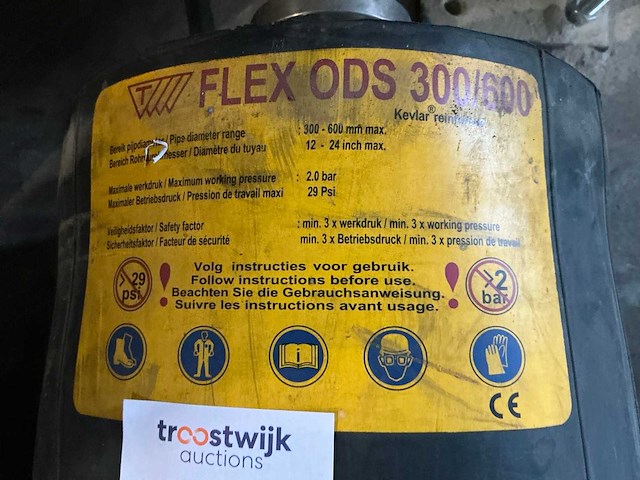 FLEX ODS 300/600
Kevlar® reinforced
Bereik pijpdiameter / Pipe diameter range : 300 - 600 mm max.
Bereich Rohrdurchmesser / Diamètre du tuyau 12 - 24 inch max.
Maximale werkdruk / Maximum working pressure : 2.0 bar
Maximaler Betriebsdruck / Pression de travail maxi 29 Psi
Veiligheidsfaktor / Safety factor : min. 3 x werkdruk / min. 3 x working pressure
Sicherheitsfaktor / Facteur de sécurité min. 3 x Betriebsdruck / min. 3 x pression de travail
Volg instructies voor gebruik.
Follow instructions before use.
Beachten Sie die Gebrauchsanweisung.
Suivre les instructions avant usage.
>29
psi
!
!
>2
bar
CE
troostwijk
auctions